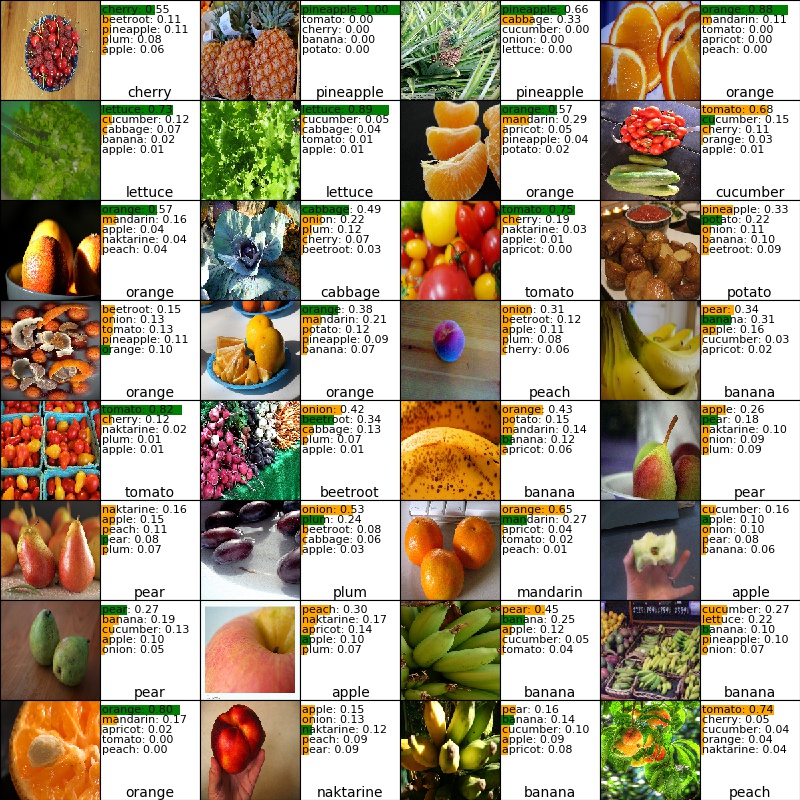 cherry: 0.55
beetroot: 0.11
pineapple: 0.11
plum: 0.08
apple: 0.06
cherry
pineapple: 1.00
tomato: 0.00
cherry: 0.00
banana: 0.00
potato: 0.00
pineapple
pineapple: 0.66
cabbage: 0.33
cucumber: 0.00
onion: 0.00
lettuce: 0.00
pineapple
orange: 0.88
mandarin: 0.11
tomato: 0.00
apricot: 0.00
peach: 0.00
orange
lettuce: 0.73
cucumber: 0.12
cabbage: 0.07
banana: 0.02
apple: 0.01
lettuce
lettuce: 0.89
cucumber: 0.05
cabbage: 0.04
tomato: 0.01
apple: 0.01
lettuce
orange: 0.57
mandarin: 0.29
apricot: 0.05
pineapple: 0.04
potato: 0.02
orange
tomato: 0.68
cucumber: 0.15
cherry: 0.11
orange: 0.03
apple: 0.01
cucumber
orange: 0.57
mandarin: 0.16
apple: 0.04
naktarine: 0.04
peach: 0.04
orange
cabbage: 0.49
onion: 0.22
plum: 0.12
cherry: 0.07
beetroot: 0.03
cabbage
tomato: 0.75
cherry: 0.19
naktarine: 0.03
apple: 0.01
apricot: 0.00
tomato
pineapple: 0.33
potato: 0.22
onion: 0.11
banana: 0.10
beetroot: 0.09
potato
beetroot: 0.15
onion: 0.13
tomato: 0.13
pineapple: 0.11
orange: 0.10
orange
orange: 0.38
mandarin: 0.21
potato: 0.12
pineapple: 0.09
banana: 0.07
orange
onion: 0.31
beetroot: 0.12
apple: 0.11
plum: 0.08
cherry: 0.06
peach
pear: 0.34
banana: 0.31
apple: 0.16
cucumber: 0.03
apricot: 0.02
banana
tomato: 0.82
cherry: 0.12
naktarine: 0.02
plum: 0.01
apple: 0.01
tomato
onion: 0.42
beetroot: 0.34
cabbage: 0.13
plum: 0.07
apple: 0.01
beetroot
orange: 0.43
potato: 0.15
mandarin: 0.14
banana: 0.12
apricot: 0.06
banana
apple: 0.26
pear: 0.18
naktarine: 0.10
onion: 0.09
plum: 0.09
pear
naktarine: 0.16
apple: 0.15
peach: 0.11
pear: 0.08
plum: 0.07
pear
onion: 0.53
plum: 0.24
beetroot: 0.08
cabbage: 0.06
apple: 0.03
plum
orange: 0.65
mandarin: 0.27
apricot: 0.04
tomato: 0.02
peach: 0.01
mandarin
cucumber: 0.16
apple: 0.10
onion: 0.10
pear: 0.08
banana: 0.06
apple
pear: 0.27
banana: 0.19
cucumber: 0.13
apple: 0.10
onion: 0.05
pear
peach: 0.30
naktarine: 0.17
apricot: 0.14
apple: 0.10
plum: 0.07
apple
pear: 0.45
banana: 0.25
apple: 0.12
cucumber: 0.05
tomato: 0.04
banana
cucumber: 0.27
lettuce: 0.22
banana: 0.10
pineapple: 0.10
onion: 0.07
banana
orange: 0.80
mandarin: 0.17
apricot: 0.02
tomato: 0.00
peach: 0.00
orange
apple: 0.15
onion: 0.13
naktarine: 0.12
peach: 0.09
pear: 0.09
naktarine
pear: 0.16
banana: 0.14
cucumber: 0.10
apple: 0.09
apricot: 0.08
banana
tomato: 0.74
cherry: 0.05
cucumber: 0.04
orange: 0.04
naktarine: 0.04
peach